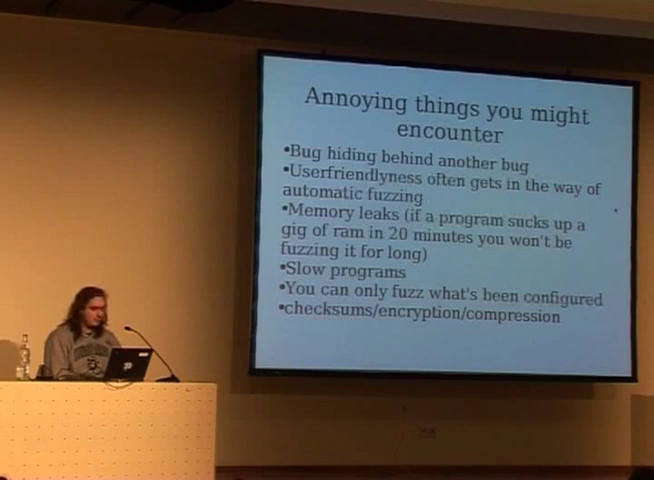 Annoying things you might
encounter
•Bug hiding behind another bug
•Userfriendlyness often gets in the way of
automatic fuzzing
•Memory leaks (if a program sucks up a
gig of ram in 20 minutes you won't be
fuzzing it for long)
•Slow programs
•You can only fuzz what's been configured
•checksums/encryption/compression